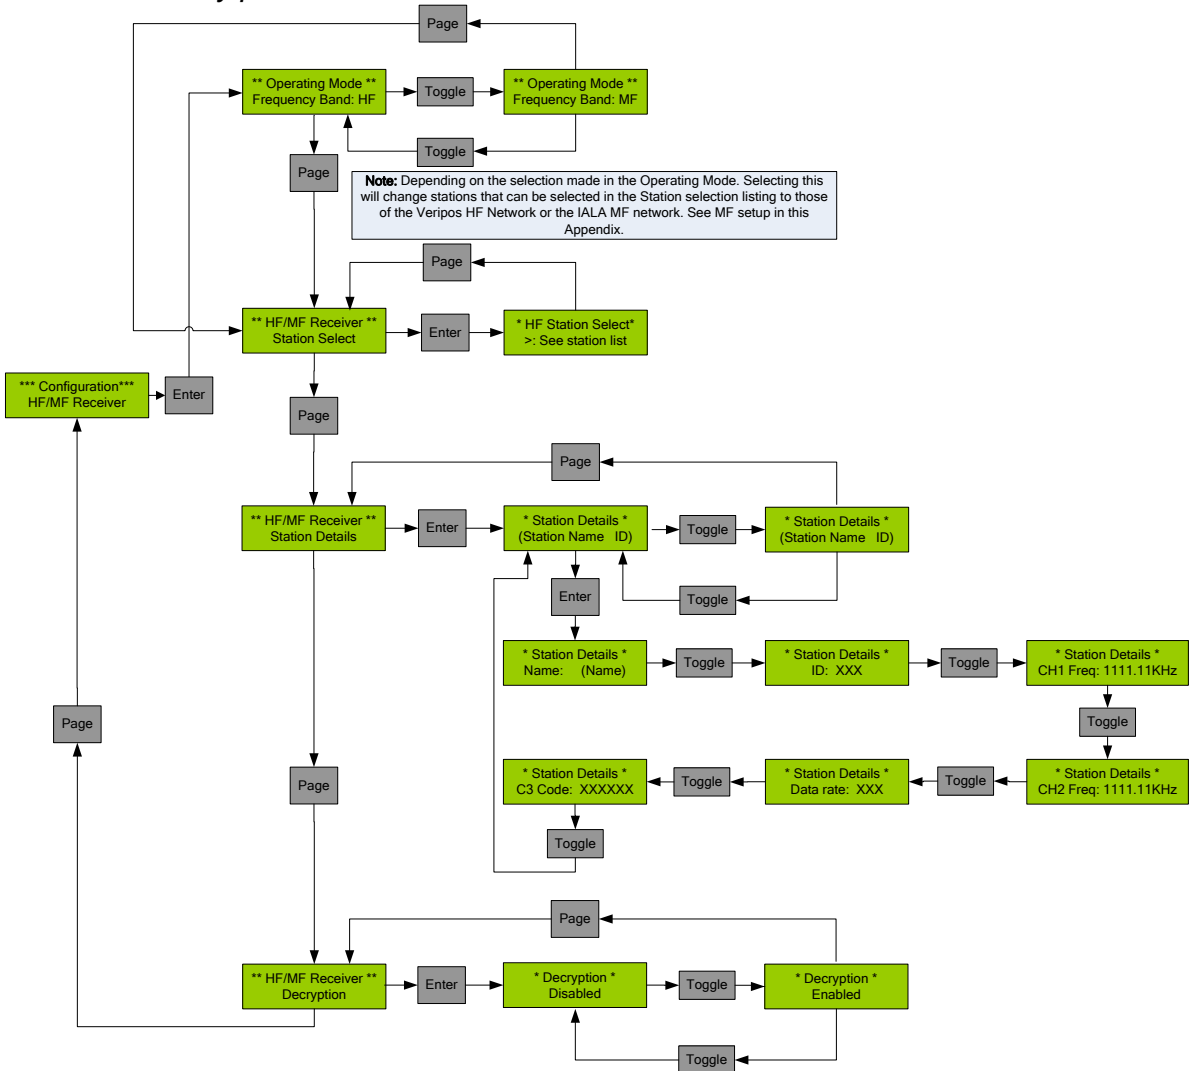 Page
** Operating Mode **
Frequency Band: HF
Toggle
** Operating Mode **
Frequency Band: MF
Toggle
Page
Note: Depending on the selection made in the Operating Mode. Selecting this
will change stations that can be selected in the Station selection listing to those
of the Veripos HF Network or the IALA MF network. See MF setup in this
Appendix.
Page
** HF/MF Receiver **
Station Select
Enter
* HF Station Select*
>: See station list
*** Configuration***
HF/MF Receiver
Enter
Page
Page
** HF/MF Receiver **
Station Details
Enter
* Station Details *
(Station Name ID)
Toggle
* Station Details *
(Station Name ID)
Enter
Toggle
* Station Details *
Name: (Name)
Toggle
* Station Details *
ID: XXX
Toggle
* Station Details *
CH1 Freq: 1111.11KHz
Page
Toggle
Page
* Station Details *
C3 Code: XXXXXX
Toggle
* Station Details *
Data rate: XXX
Toggle
* Station Details *
CH2 Freq: 1111.11KHz
Toggle
Page
** HF/MF Receiver **
Decryption
Enter
* Decryption *
Disabled
Toggle
* Decryption *
Enabled
Toggle